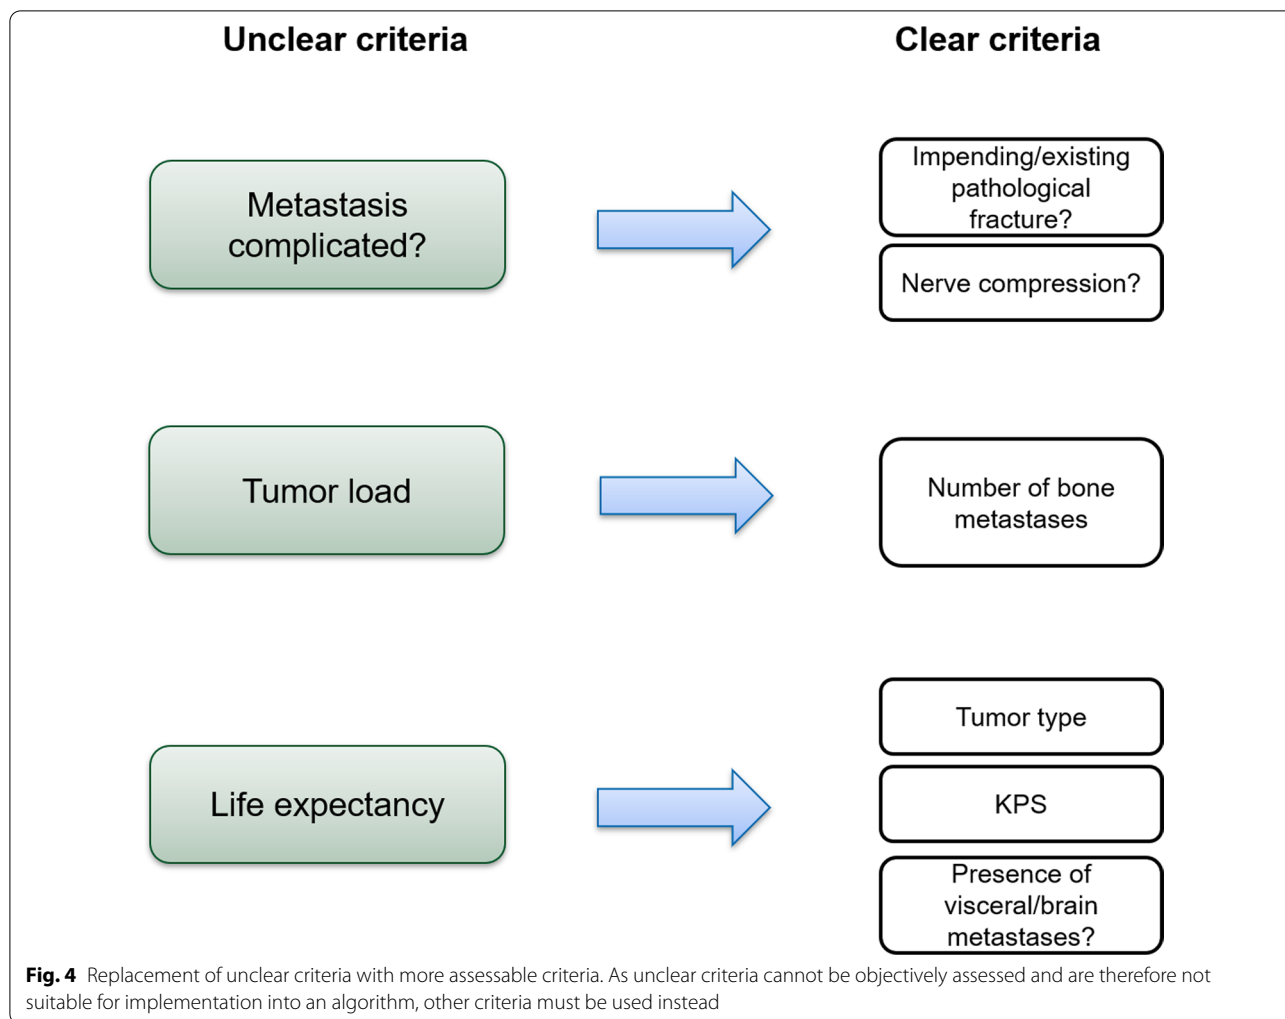 Unclear criteria
Clear criteria
Metastasis
complicated?
Impending/existing
pathological
fracture?
Nerve compression?
Tumor load
Number of bone
metastases
Life expectancy
Tumor type
KPS
Presence of
visceral/brain
metastases?
Fig. 4 Replacement of unclear criteria with more assessable criteria. As unclear criteria cannot be objectively assessed and are therefore not
suitable for implementation into an algorithm, other criteria must be used instead